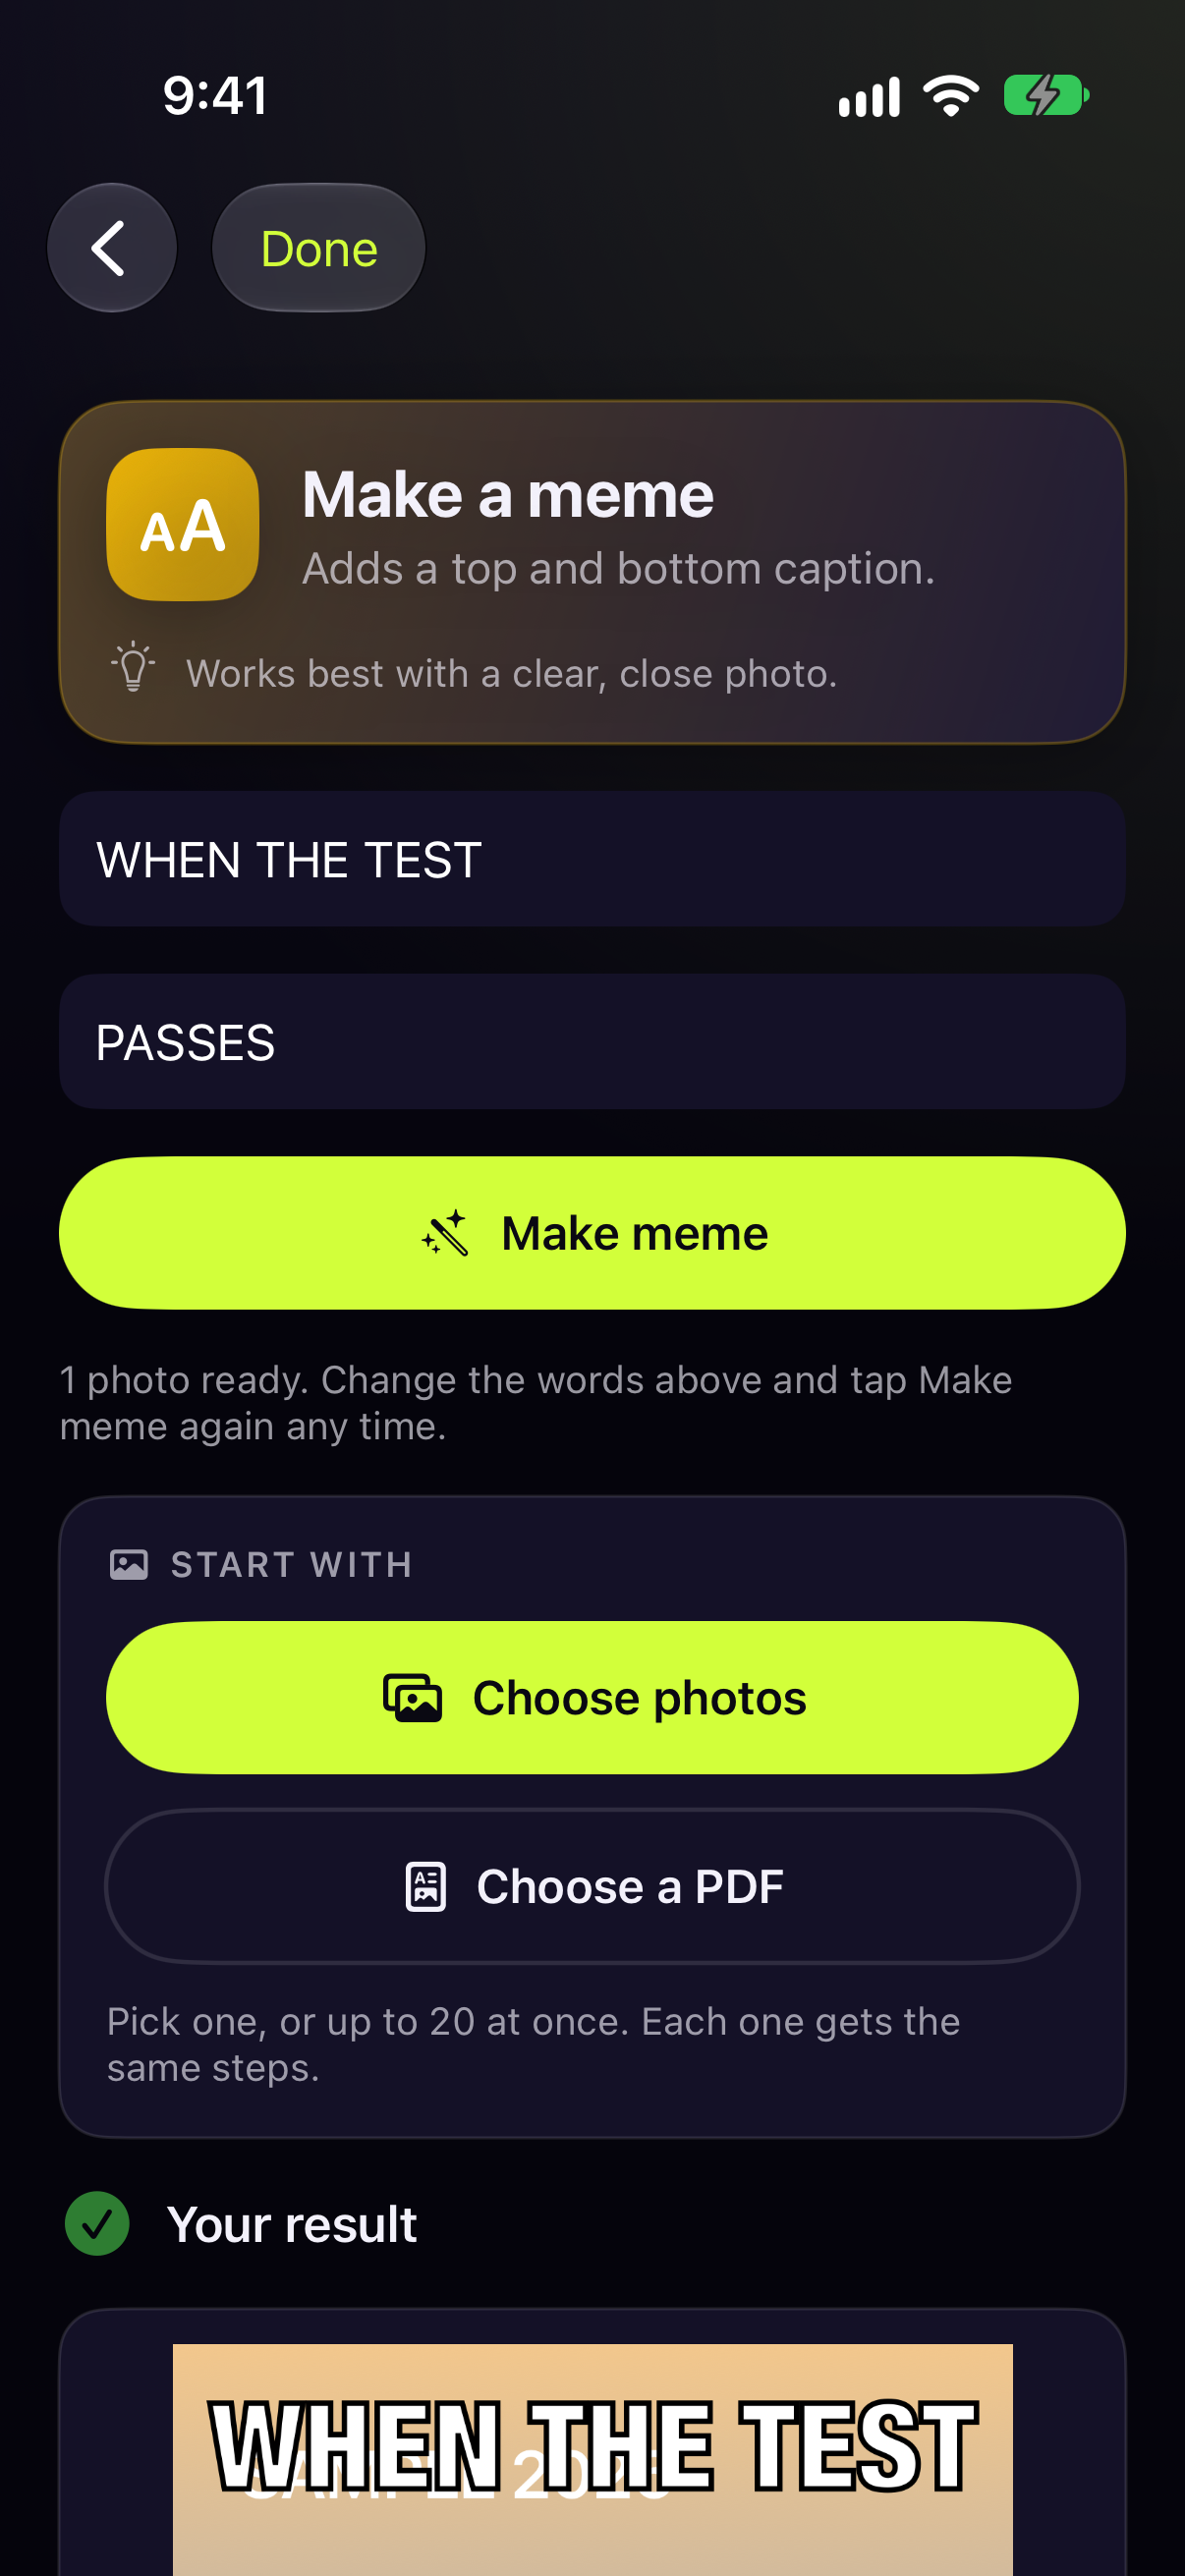 9:41
Done
AA
Make a meme
Adds a top and bottom caption.
Works best with a clear, close photo.
WHEN THE TEST
PASSES
Make meme
1 photo ready. Change the words above and tap Make
meme again any time.
START WITH
Choose photos
Choose a PDF
Pick one, or up to 20 at once. Each one gets the
same steps.
Your result
WHEN THE TEST